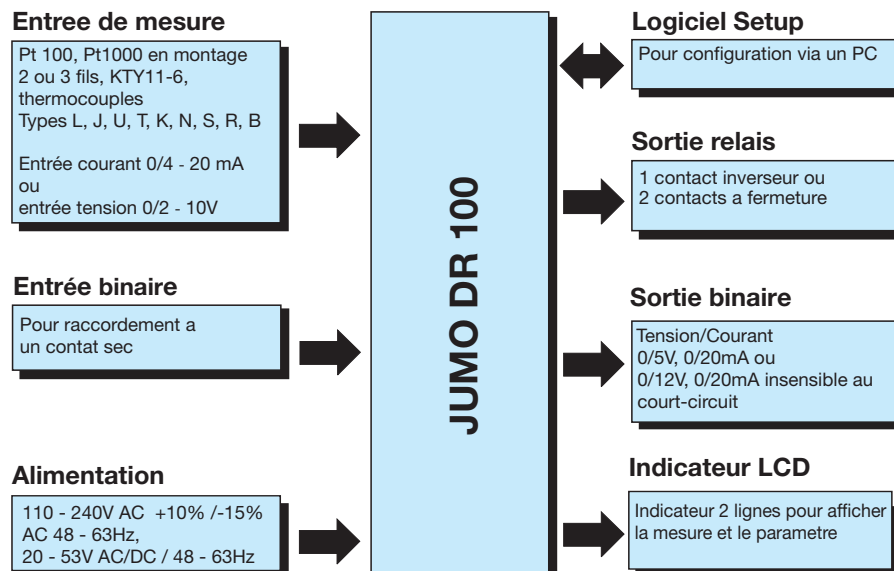 Entree de mesure
Pt 100, Pt1000 en montage
2 ou 3 fils, KTY11-6,
thermocouples
Types L, J, U, T, K, N, S, R, B
Entrée courant 0/4 - 20 mA
ou
entrée tension 0/2 - 10V
Entrée binaire
Pour raccordement a
un contat sec
Alimentation
110 - 240V AC +10% /-15%
AC 48 - 63Hz,
20 - 53V AC/DC / 48 - 63Hz
JUMO DR 100
Logiciel Setup
Pour configuration via un PC
Sortie relais
1 contact inverseur ou
2 contacts a fermeture
Sortie binaire
Tension/Courant
0/5V, 0/20mA ou
0/12V, 0/20mA insensible au
court-circuit
Indicateur LCD
Indicateur 2 lignes pour afficher
la mesure et le parametre